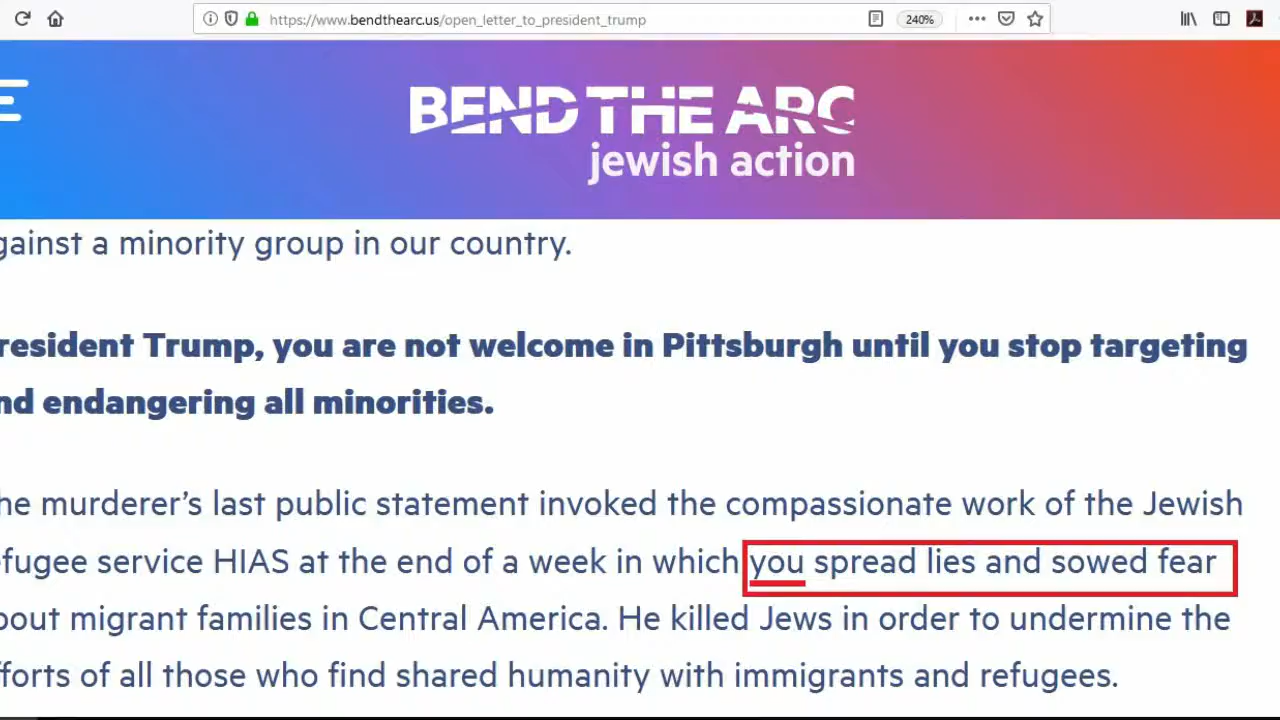 https://www.bendthearc.us/open_letter_to_president_trump
240%
BEND THE ARC
jewish action
gainst a minority group in our country.
resident Trump, you are not welcome in Pittsburgh until you stop targeting
nd endangering all minorities.
he murderer’s last public statement invoked the compassionate work of the Jewish
efugee service HIAS at the end of a week in which you spread lies and sowed fear
bout migrant families in Central America. He killed Jews in order to undermine the
fforts of all those who find shared humanity with immigrants and refugees.